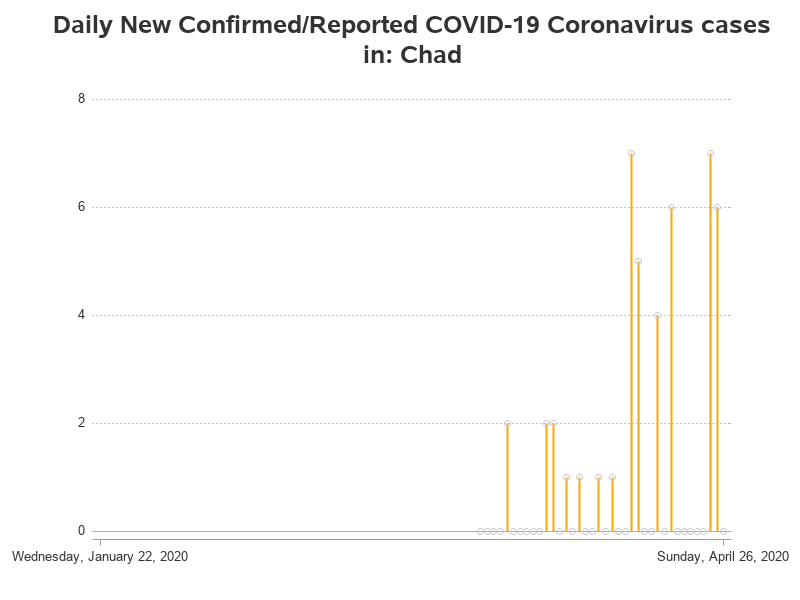 Daily New Confirmed/Reported COVID-19 Coronavirus cases
in: Chad
8
6
4
2
0
Wednesday, January 22, 2020 Sunday, April 26, 2020